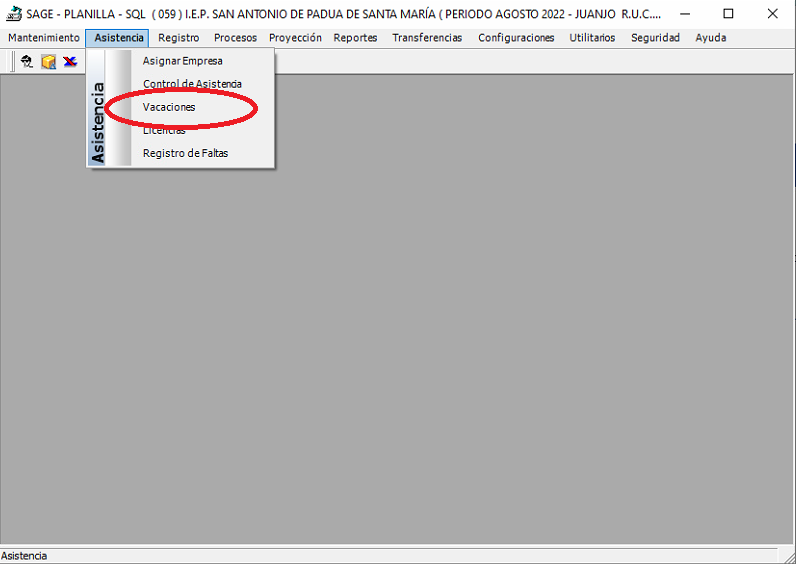 SAGE - PLANILLA - SQL ( 059 ) I.E.P. SAN ANTONIO DE PADUA DE SANTA MARÍA ( PERIODO AGOSTO 2022 - JUANJO R.U.C....
Mantenimiento Asistencia Registro Procesos Proyección Reportes Transferencias Configuraciones Utilitarios Seguridad Ayuda
Asistencia
Asignar Empresa
Control de Asistencia
Vacaciones
Licencias
Registro de Faltas
Asistencia